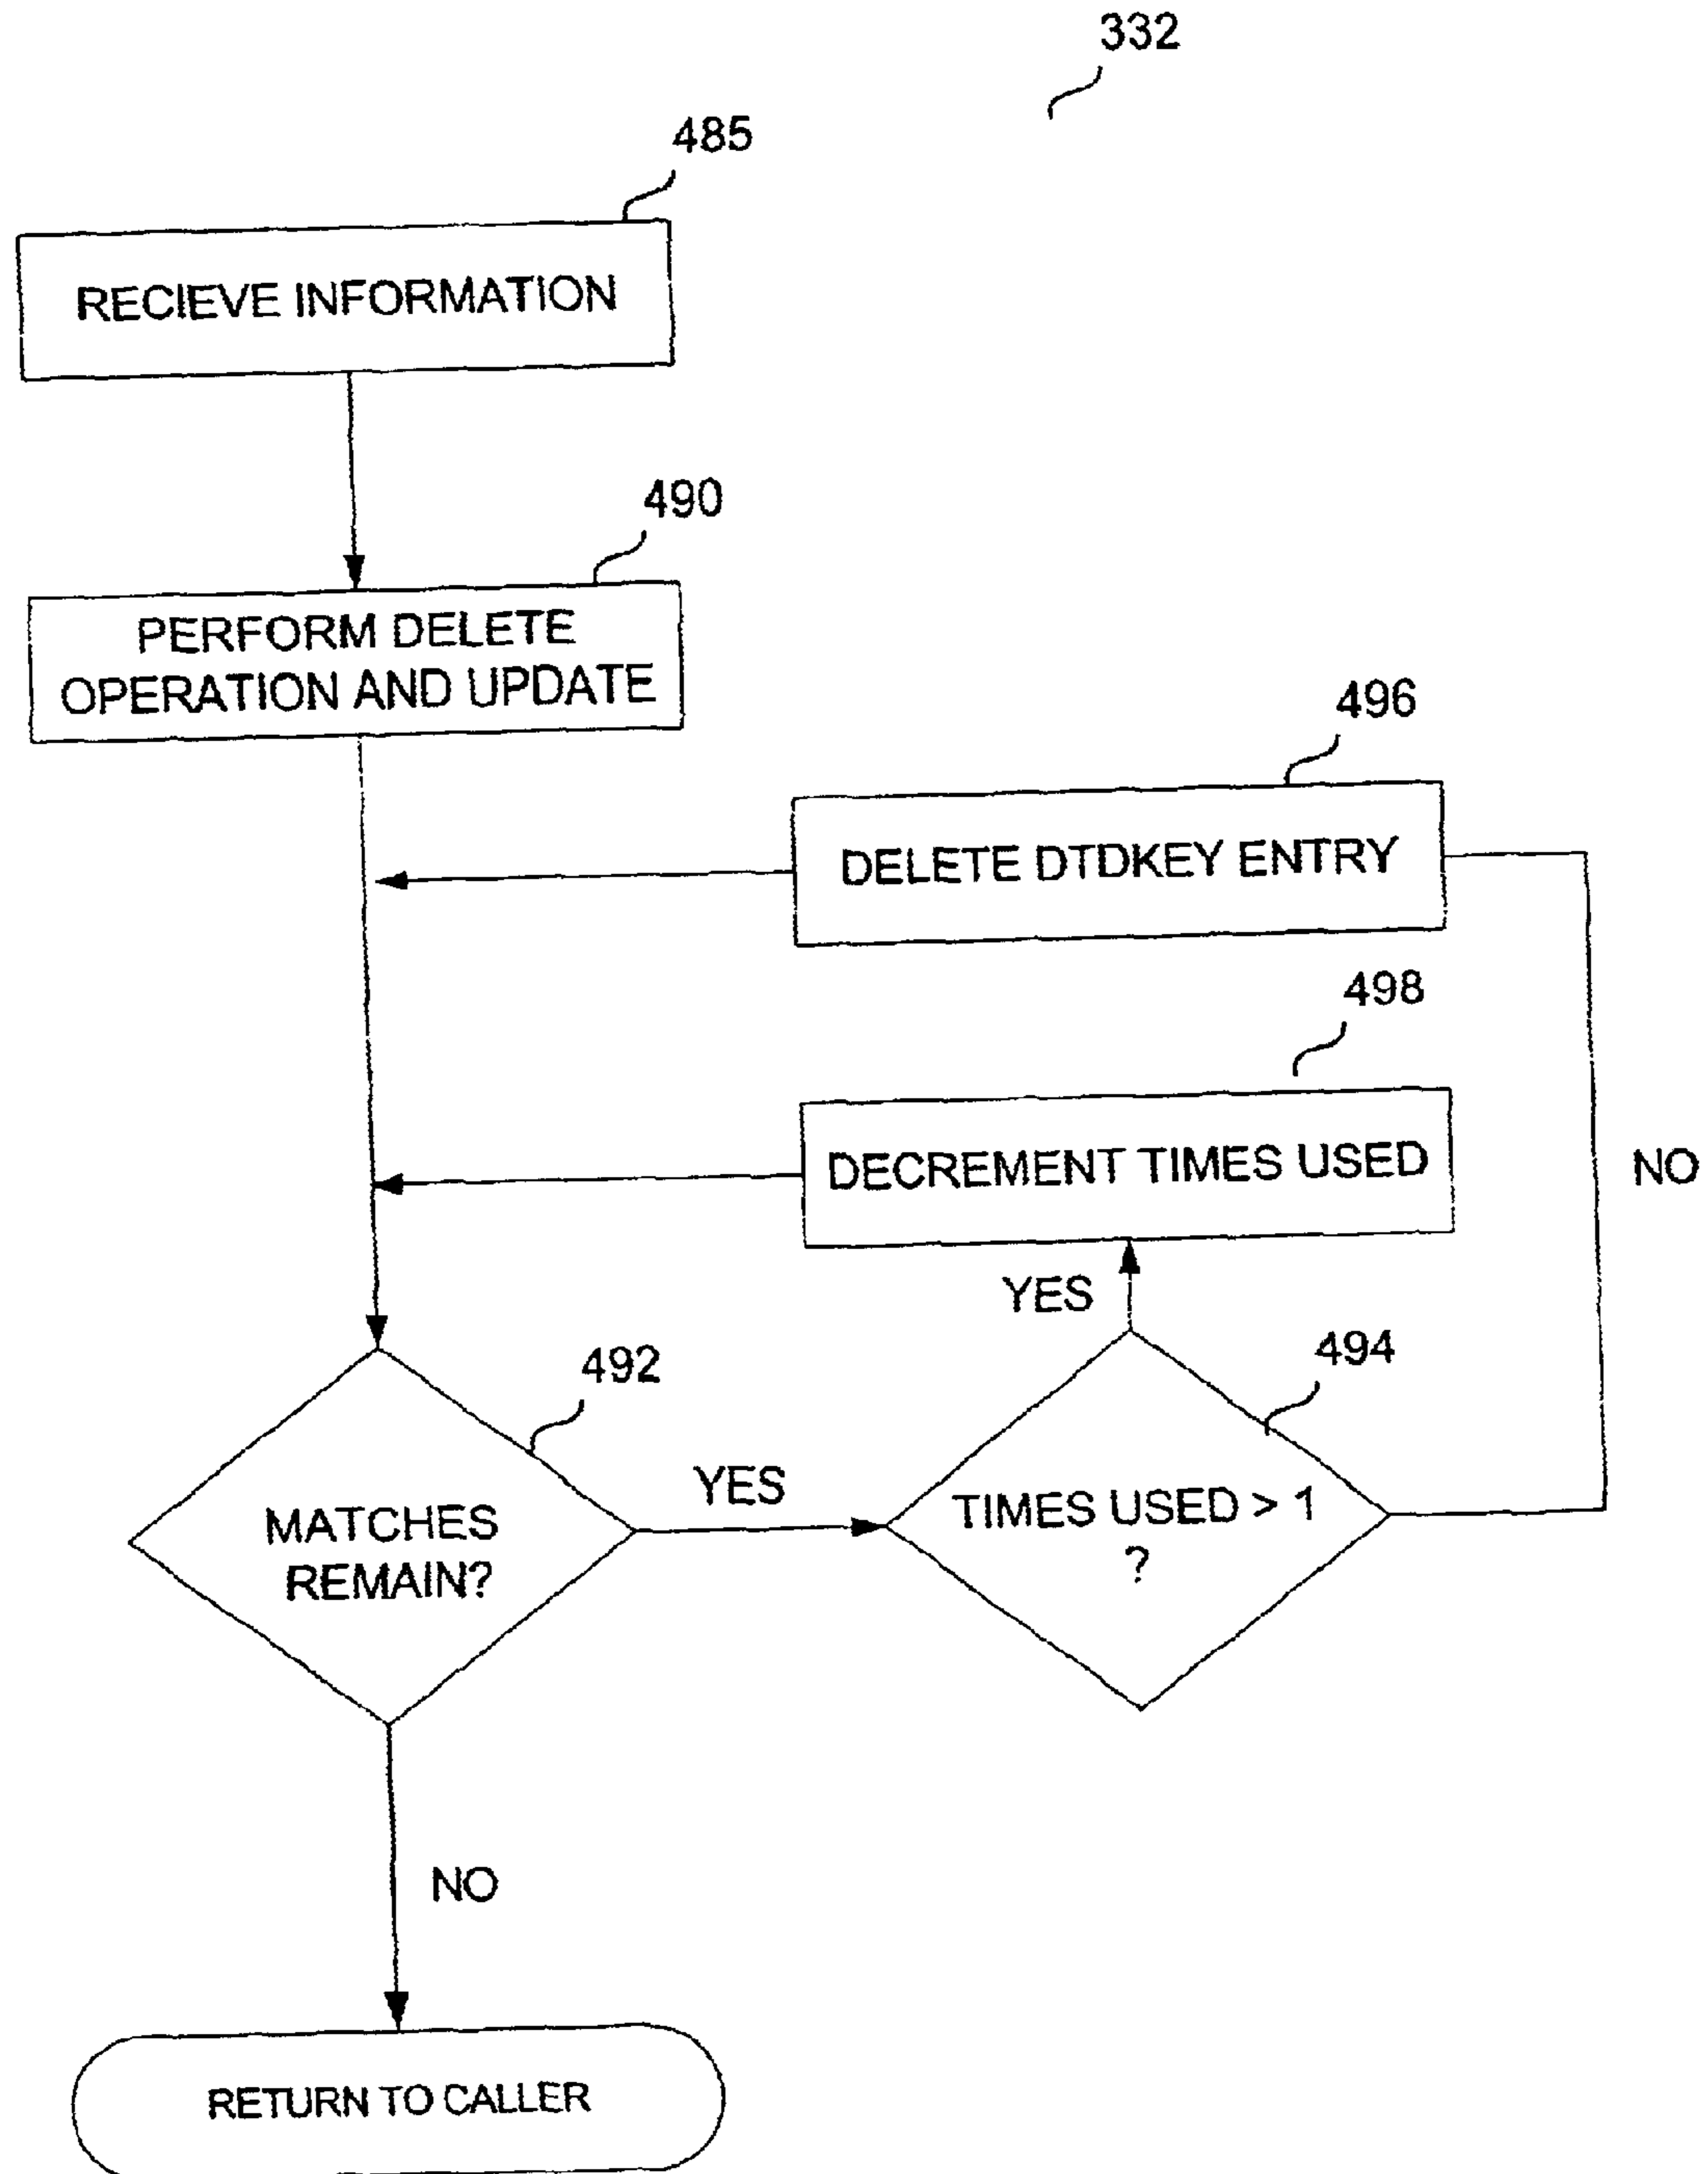 332
485
RECIEVE INFORMATION
490
PERFORM DELETE
OPERATION AND UPDATE
496
DELETE DTDKEY ENTRY
498
DECREMENT TIMES USED
NO
YES
492
494
MATCHES
REMAIN?
YES
TIMES USED > 1
?
NO
RETURN TO CALLER